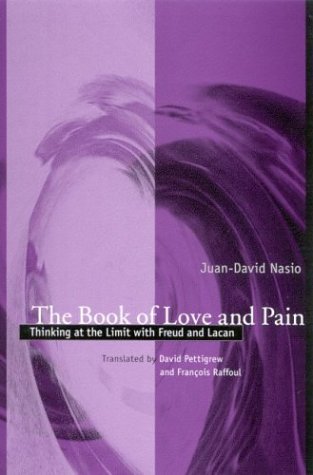 Juan-David Nasio
The Book of Love and Pain
Thinking at the Limit with Freud and Lacan
Translated by David Pettigrew
and François Raffoul